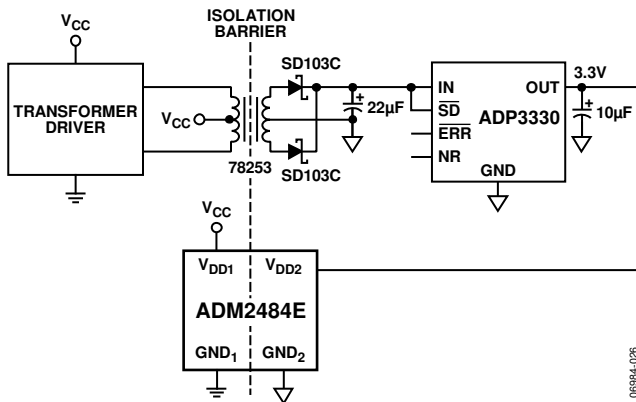 ISOLATION
BARRIER
VCC
SD103C
TRANSFORMER
DRIVER
VCC
22µF
+
IN
OUT
3.3V
SD
ADP3330
+
10µF
ERR
NR
GND
78253
SD103C
VCC
VDD1
VDD2
ADM2484E
GND1
GND2
06984-026